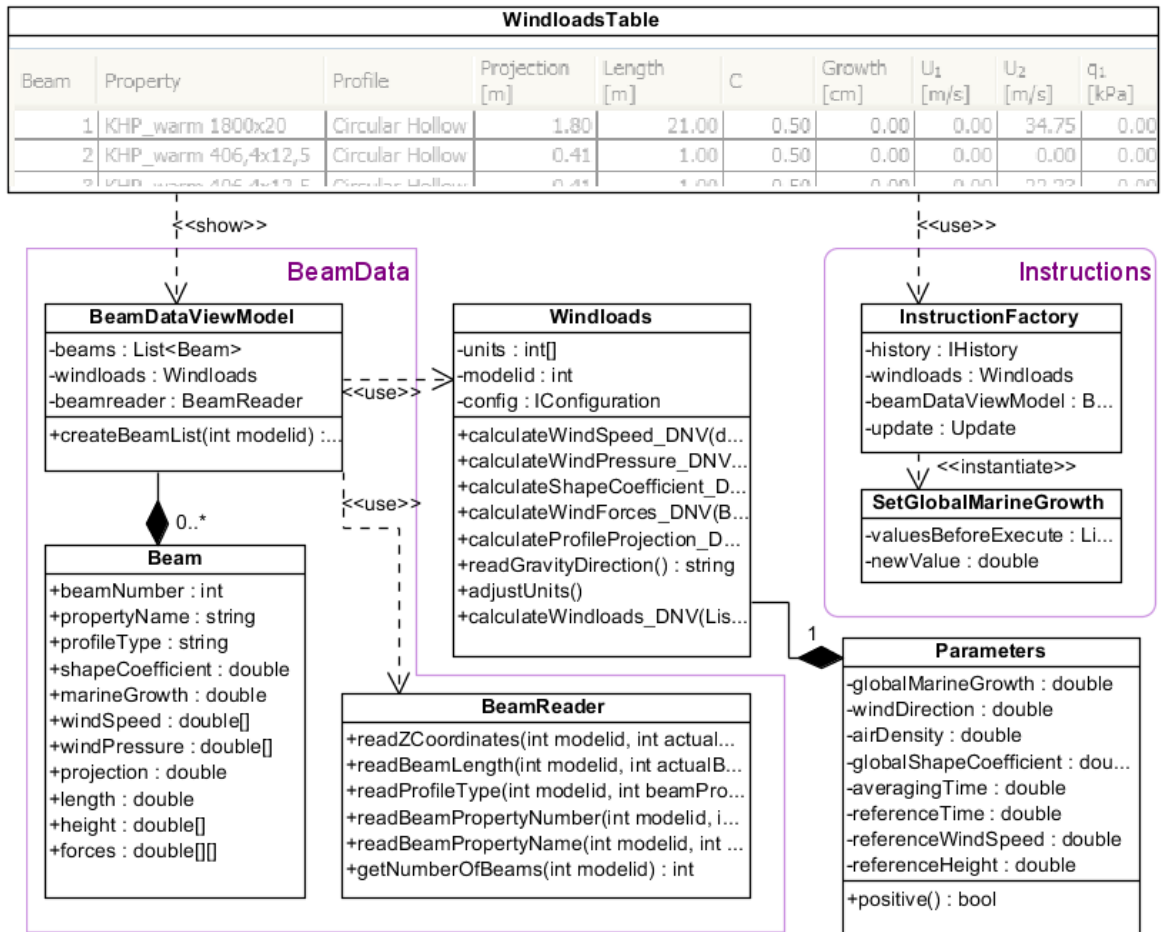 WindloadsTable
Beam Property Profile Projection [m] Length [m] C Growth [cm] U1 [m/s] U2 [m/s] q1 [kPa]
1 KHP_warm 1800x20 Circular Hollow 1.80 21.00 0.50 0.00 0.00 34.75 0.00
2 KHP_warm 406,4x12,5 Circular Hollow 0.41 1.00 0.50 0.00 0.00 0.00 0.00
<<show>>
<<use>>
BeamData
BeamDataViewModel
-beams : List<Beam>
-windloads : Windloads
-beamreader : BeamReader
+createBeamList(int modelid) :...
<<use>>
<<use>>
0..*
Beam
+beamNumber : int
+propertyName : string
+profileType : string
+shapeCoefficient : double
+marineGrowth : double
+windSpeed : double[]
+windPressure : double[]
+projection : double
+length : double
+height : double[]
+forces : double[][]
Windloads
-units : int[]
-modelid : int
-config : IConfiguration
+calculateWindSpeed_DNV(d...
+calculateWindPressure_DNV...
+calculateShapeCoefficient_D...
+calculateWindForces_DNV(B...
+calculateProfileProjection_D...
+readGravityDirection() : string
+adjustUnits()
+calculateWindloads_DNV(Lis...
BeamReader
+readZCoordinates(int modelid, int actual...
+readBeamLength(int modelid, int actualB...
+readProfileType(int modelid, int beamPro...
+readBeamPropertyNumber(int modelid, i...
+readBeamPropertyName(int modelid, int ...
+getNumberOfBeams(int modelid) : int
Instructions
InstructionFactory
-history : IHistory
-windloads : Windloads
-beamDataViewModel : B...
-update : Update
<<instantiate>>
SetGlobalMarineGrowth
-valuesBeforeExecute : Li...
-newValue : double
1
Parameters
-globalMarineGrowth : double
-windDirection : double
-airDensity : double
-globalShapeCoefficient : dou...
-averagingTime : double
-referenceTime : double
-referenceWindSpeed : double
-referenceHeight : double
+positive() : bool